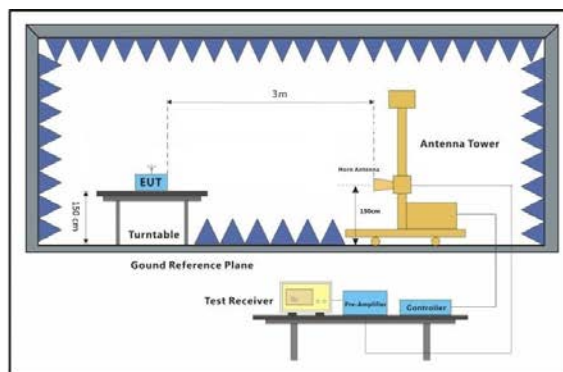 3m
Antenna Tower
Horn Antenna
EUT
150 cm
150cm
Turntable
Gound Reference Plane
Test Receiver
Pre-Amplifier
Controller